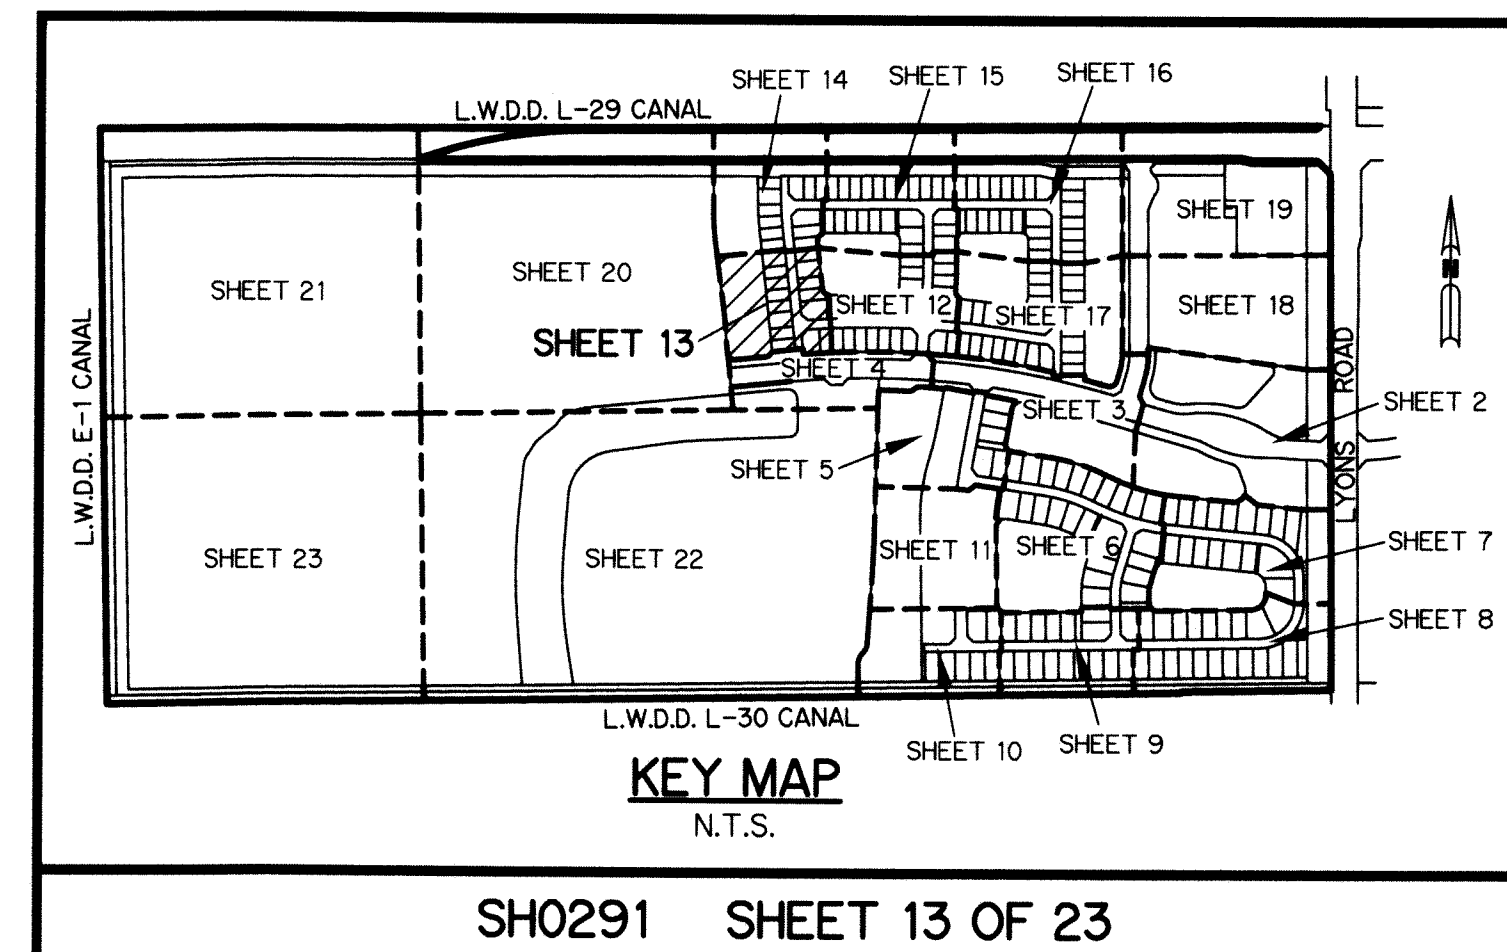 SHEET 14
SHEET 15
SHEET 16
L.W.D.D. L-29 CANAL
SHEET 19
SHEET 21
SHEET 20
N
SHEET 12
SHEET 17
SHEET 18
SHEET 13
L.W.D.D. E-1 CANAL
SHEET 4
LYONS ROAD
SHEET 3
SHEET 2
SHEET 5
SHEET 23
SHEET 22
SHEET 11
SHEET 6
SHEET 7
SHEET 8
L.W.D.D. L-30 CANAL
SHEET 10
SHEET 9
KEY MAP
N.T.S.
SH0291 SHEET 13 OF 23